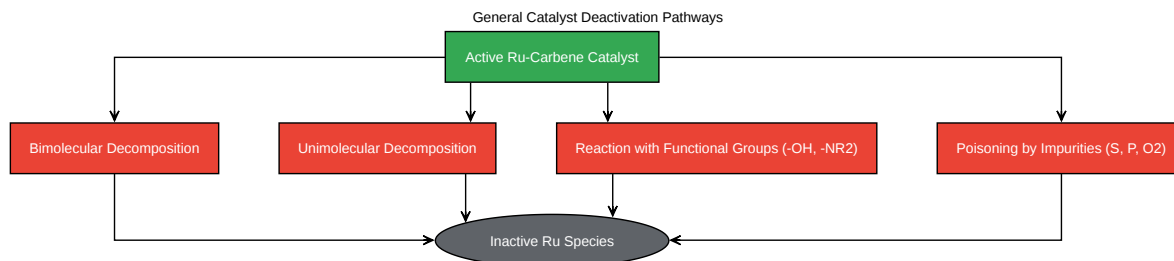 General Catalyst Deactivation Pathways
Active Ru-Carbene Catalyst
Bimolecular Decomposition
Unimolecular Decomposition
Reaction with Functional Groups (-OH, -NR2)
Poisoning by Impurities (S, P, O2)
Inactive Ru Species